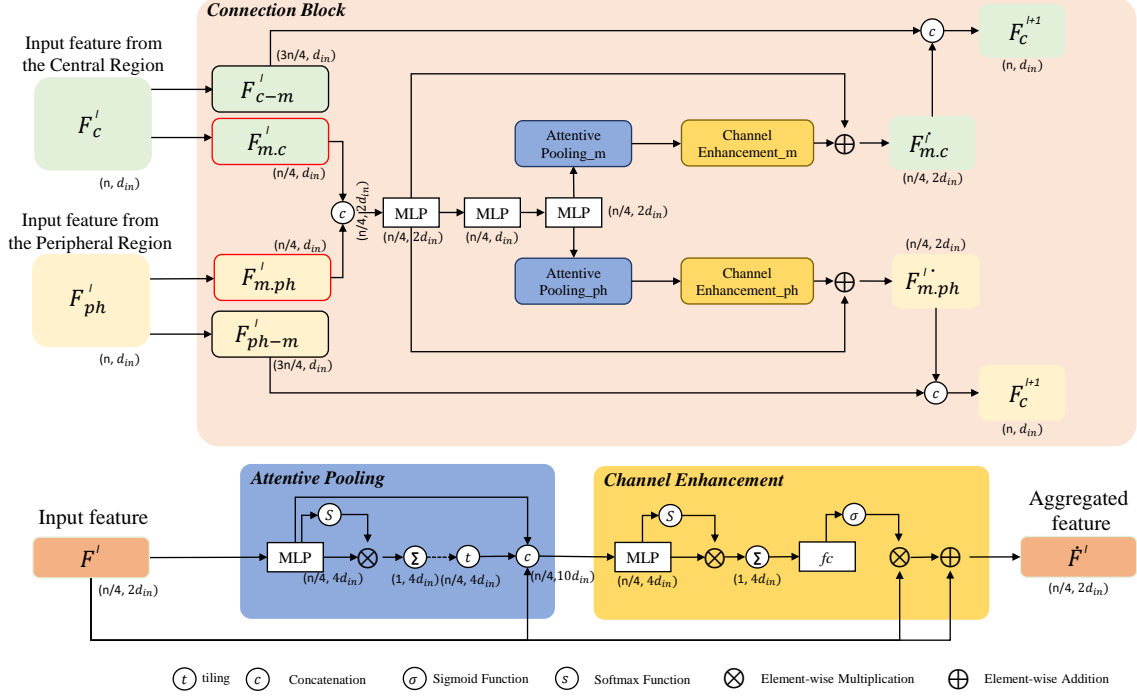 Connection Block
Input feature from
the Central Region
F_c^l
(n, d_in)
(3n/4, d_in)
F_{c-m}^l
F_{m.c}^l
(n/4, d_in)
Input feature from
the Peripheral Region
F_{ph}^l
(n, d_in)
(n/4, d_in)
F_{m.ph}^l
F_{ph-m}^l
(3n/4, d_in)
c
(n/4, 2d_in)
MLP
(n/4, 2d_in)
MLP
(n/4, d_in)
MLP
(n/4, 2d_in)
Attentive
Pooling_m
Channel
Enhancement_m
Attentive
Pooling_ph
Channel
Enhancement_ph
Ḟ_{m.c}^l
(n/4, 2d_in)
(n/4, 2d_in)
Ḟ_{m.ph}^l
c
F_c^{l+1}
(n, d_in)
c
F_c^{l+1}
(n, d_in)
Input feature
F^l
(n/4, 2d_in)
Attentive Pooling
MLP
S
(n/4, 4d_in)
Σ
(1, 4d_in)
t
(n/4, 4d_in)
c
(n/4,10d_in)
Channel Enhancement
MLP
S
(n/4, 4d_in)
Σ
(1, 4d_in)
fc
σ
Aggregated
feature
Ḟ^l
(n/4, 2d_in)
t tiling c Concatenation σ Sigmoid Function s Softmax Function ⊗ Element-wise Multiplication ⊕ Element-wise Addition